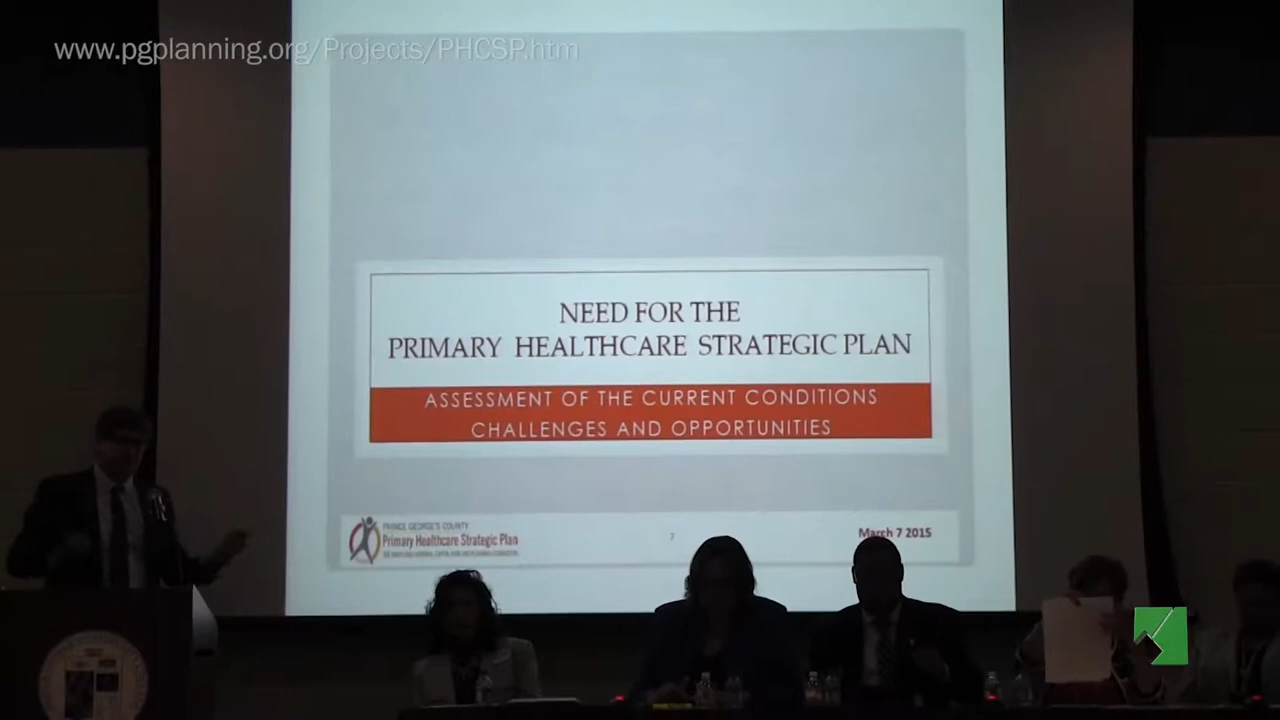 www.pgplanning.org/Projects/PHCSP.htm
NEED FOR THE
PRIMARY HEALTHCARE STRATEGIC PLAN
ASSESSMENT OF THE CURRENT CONDITIONS
CHALLENGES AND OPPORTUNITIES
PRINCE GEORGE'S COUNTY
Primary Healthcare Strategic Plan
7
March 7 2015